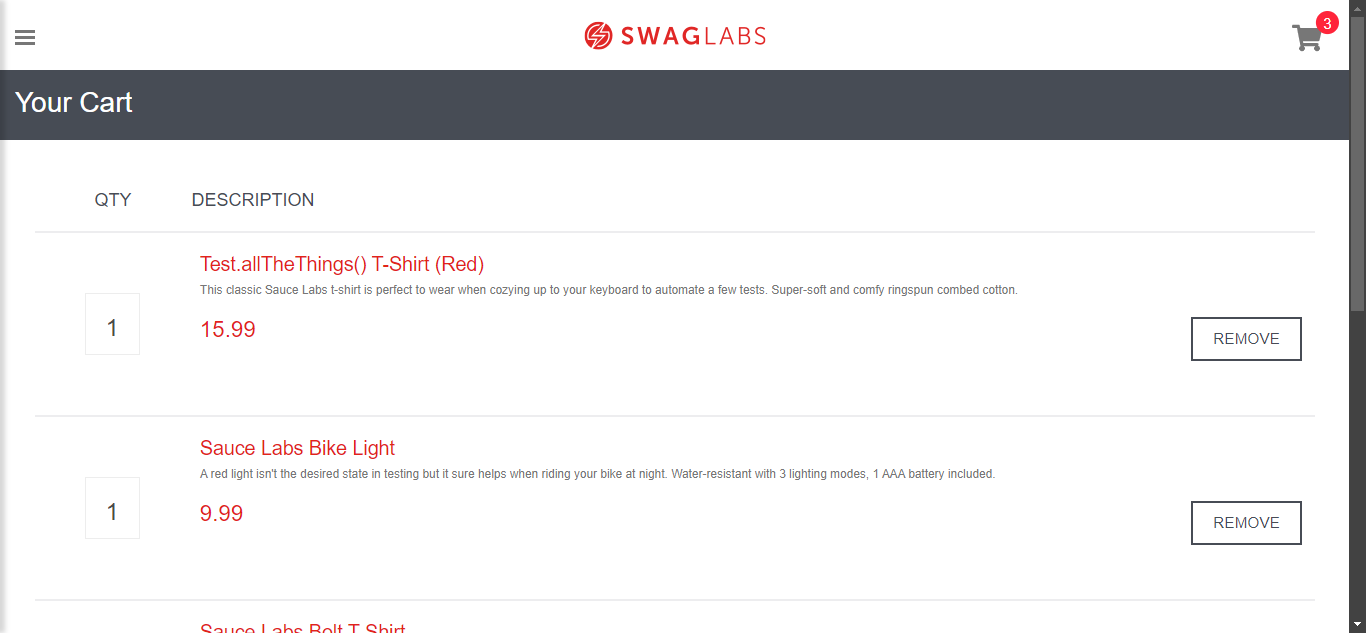 SWAGLABS
3
Your Cart
QTY DESCRIPTION
Test.allTheThings() T-Shirt (Red)
This classic Sauce Labs t-shirt is perfect to wear when cozying up to your keyboard to automate a few tests. Super-soft and comfy ringspun combed cotton.
1
15.99
REMOVE
Sauce Labs Bike Light
A red light isn't the desired state in testing but it sure helps when riding your bike at night. Water-resistant with 3 lighting modes, 1 AAA battery included.
1
9.99
REMOVE
Sauce Labs Bolt T-Shirt